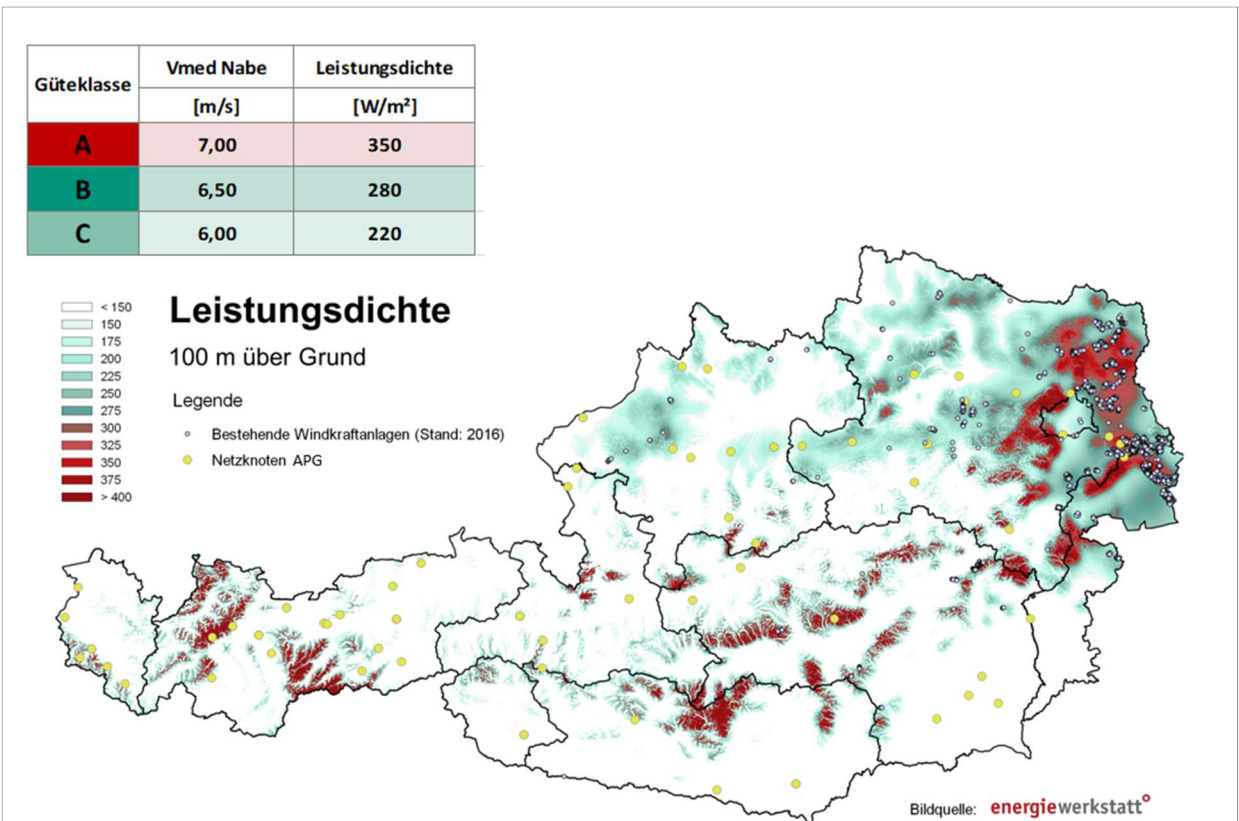 Güteklasse Vmed Nabe Leistungsdichte
[m/s] [W/m²]
A 7,00 350
B 6,50 280
C 6,00 220
Leistungsdichte
100 m über Grund
Legende
Bestehende Windkraftanlagen (Stand: 2016)
Netzknoten APG
< 150
150
175
200
225
250
275
300
325
350
375
> 400
Bildquelle: energiewerkstatt°